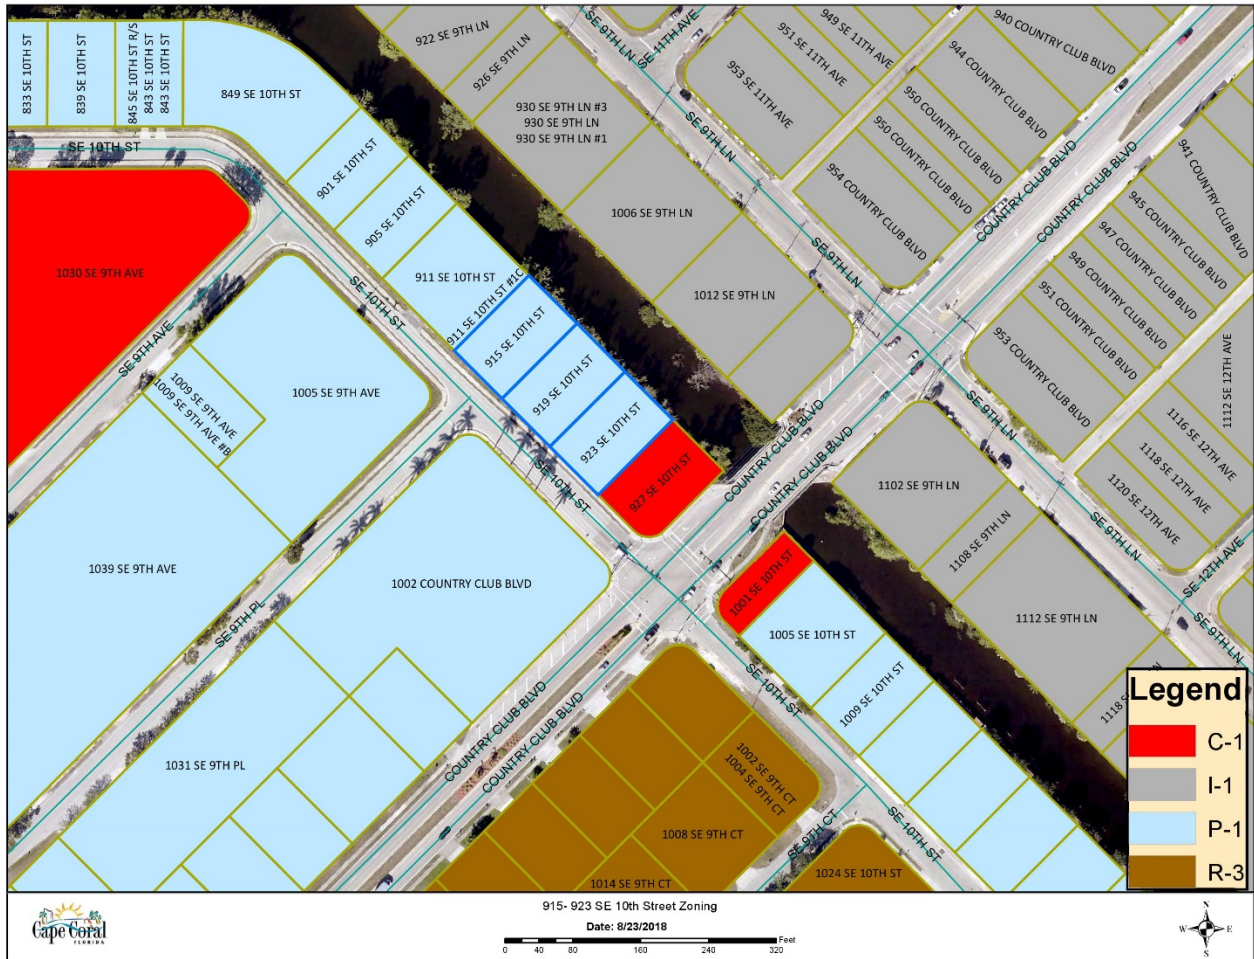 833 SE 10TH ST
839 SE 10TH ST
845 SE 10TH ST R/S
843 SE 10TH ST
843 SE 10TH ST
849 SE 10TH ST
922 SE 9TH LN
926 SE 9TH LN
930 SE 9TH LN #3
930 SE 9TH LN
930 SE 9TH LN #1
SE 9TH LN
SE 11TH AVE
949 SE 11TH AVE
951 SE 11TH AVE
953 SE 11TH AVE
940 COUNTRY CLUB BLVD
944 COUNTRY CLUB BLVD
950 COUNTRY CLUB BLVD
950 COUNTRY CLUB BLVD
954 COUNTRY CLUB BLVD
COUNTRY CLUB BLVD
COUNTRY CLUB BLVD
941 COUNTRY CLUB BLVD
945 COUNTRY CLUB BLVD
947 COUNTRY CLUB BLVD
949 COUNTRY CLUB BLVD
951 COUNTRY CLUB BLVD
953 COUNTRY CLUB BLVD
SE 10TH ST
901 SE 10TH ST
905 SE 10TH ST
911 SE 10TH ST
911 SE 10TH ST #1C
915 SE 10TH ST
919 SE 10TH ST
923 SE 10TH ST
927 SE 10TH ST
SE 9TH LN
1006 SE 9TH LN
1012 SE 9TH LN
SE 9TH LN
1030 SE 9TH AVE
SE 9TH AVE
SE 10TH ST
1009 SE 9TH AVE
1009 SE 9TH AVE #B
1005 SE 9TH AVE
SE 10TH ST
COUNTRY CLUB BLVD
COUNTRY CLUB BLVD
SE 9TH LN
1112 SE 12TH AVE
1116 SE 12TH AVE
1118 SE 12TH AVE
1120 SE 12TH AVE
1102 SE 9TH LN
1108 SE 9TH LN
1112 SE 9TH LN
SE 9TH LN
SE 12TH AVE
SE 9TH LN
1039 SE 9TH AVE
1002 COUNTRY CLUB BLVD
SE 9TH PL
1001 SE 10TH ST
1005 SE 10TH ST
1009 SE 10TH ST
SE 10TH ST
1031 SE 9TH PL
COUNTRY CLUB BLVD
COUNTRY CLUB BLVD
1002 SE 9TH CT
1004 SE 9TH CT
1008 SE 9TH CT
1014 SE 9TH CT
SE 9TH CT
SE 10TH ST
1024 SE 10TH ST
1118 S
LN
Legend
C-1
I-1
P-1
R-3
Cape Coral
FLORIDA
915- 923 SE 10th Street Zoning
Date: 8/23/2018
Feet
0 40 80 160 240 320
N
W E
S